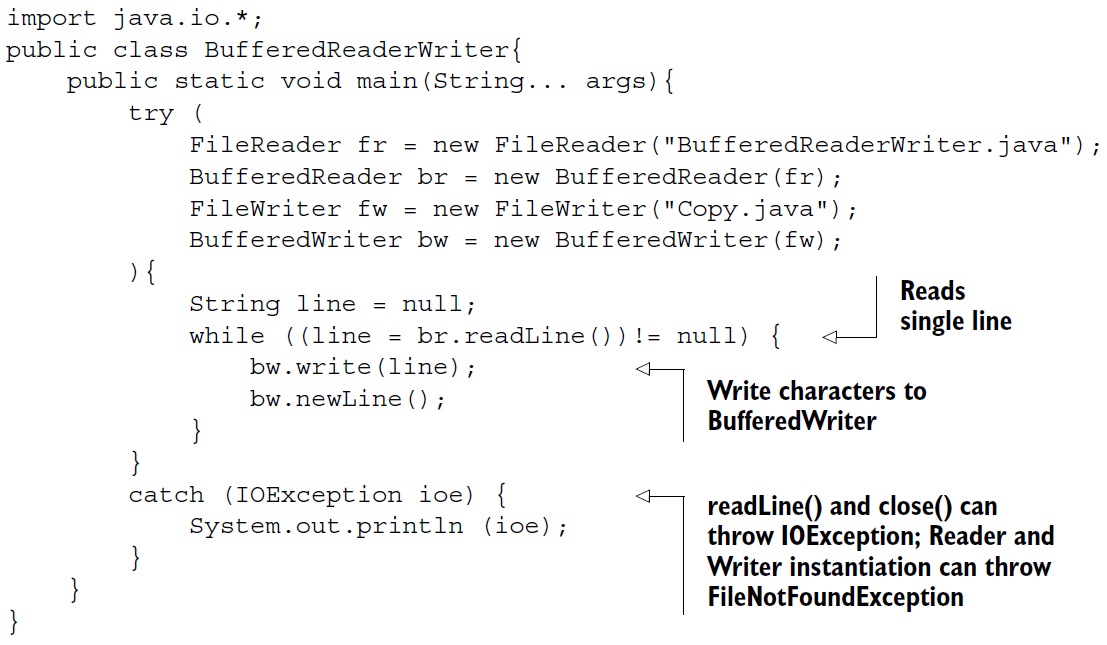 import java.io.*;
public class BufferedReaderWriter{
    public static void main(String... args){
        try (
            FileReader fr = new FileReader("BufferedReaderWriter.java");
            BufferedReader br = new BufferedReader(fr);
            FileWriter fw = new FileWriter("Copy.java");
            BufferedWriter bw = new BufferedWriter(fw);
        ){
            String line = null;
            while ((line = br.readLine())!= null) {
                bw.write(line);
                bw.newLine();
            }
        }
        catch (IOException ioe) {
            System.out.println (ioe);
        }
    }
}
Reads
single line
Write characters to
BufferedWriter
readLine() and close() can
throw IOException; Reader and
Writer instantiation can throw
FileNotFoundException